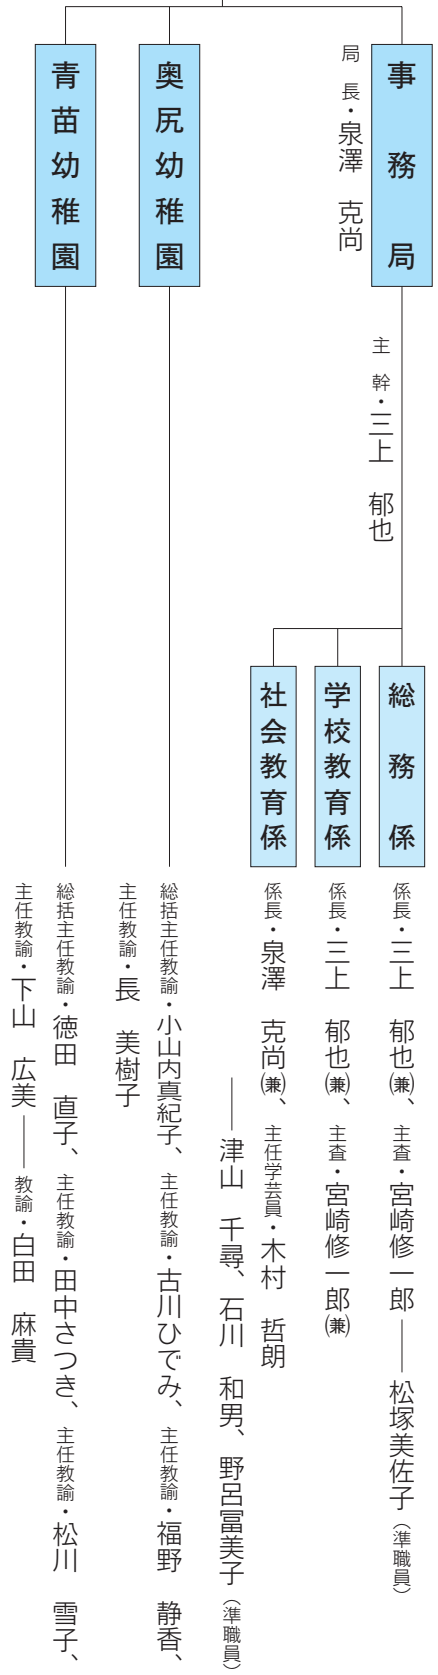 事務局
局長・泉澤　克尚
主幹・三上　郁也
総務係
係長・三上　郁也㈱、主査・宮崎修一郎 ―― 松塚美佐子（準職員）
学校教育係
係長・三上　郁也（兼）、主査・宮崎修一郎（兼）
社会教育係
係長・泉澤　克尚（兼）、主任学芸員・木村　哲朗
―― 津山　千尋、石川　和男、野呂冨美子（準職員）
奥尻幼稚園
総括主任教諭・小山内真紀子、主任教諭・古川ひでみ、主任教諭・福野　静香、
主任教諭・長　美樹子
青苗幼稚園
総括主任教諭・徳田　直子、主任教諭・田中さつき、主任教諭・松川　雪子、
主任教諭・下山　広美 ―― 教諭・白田　麻貴